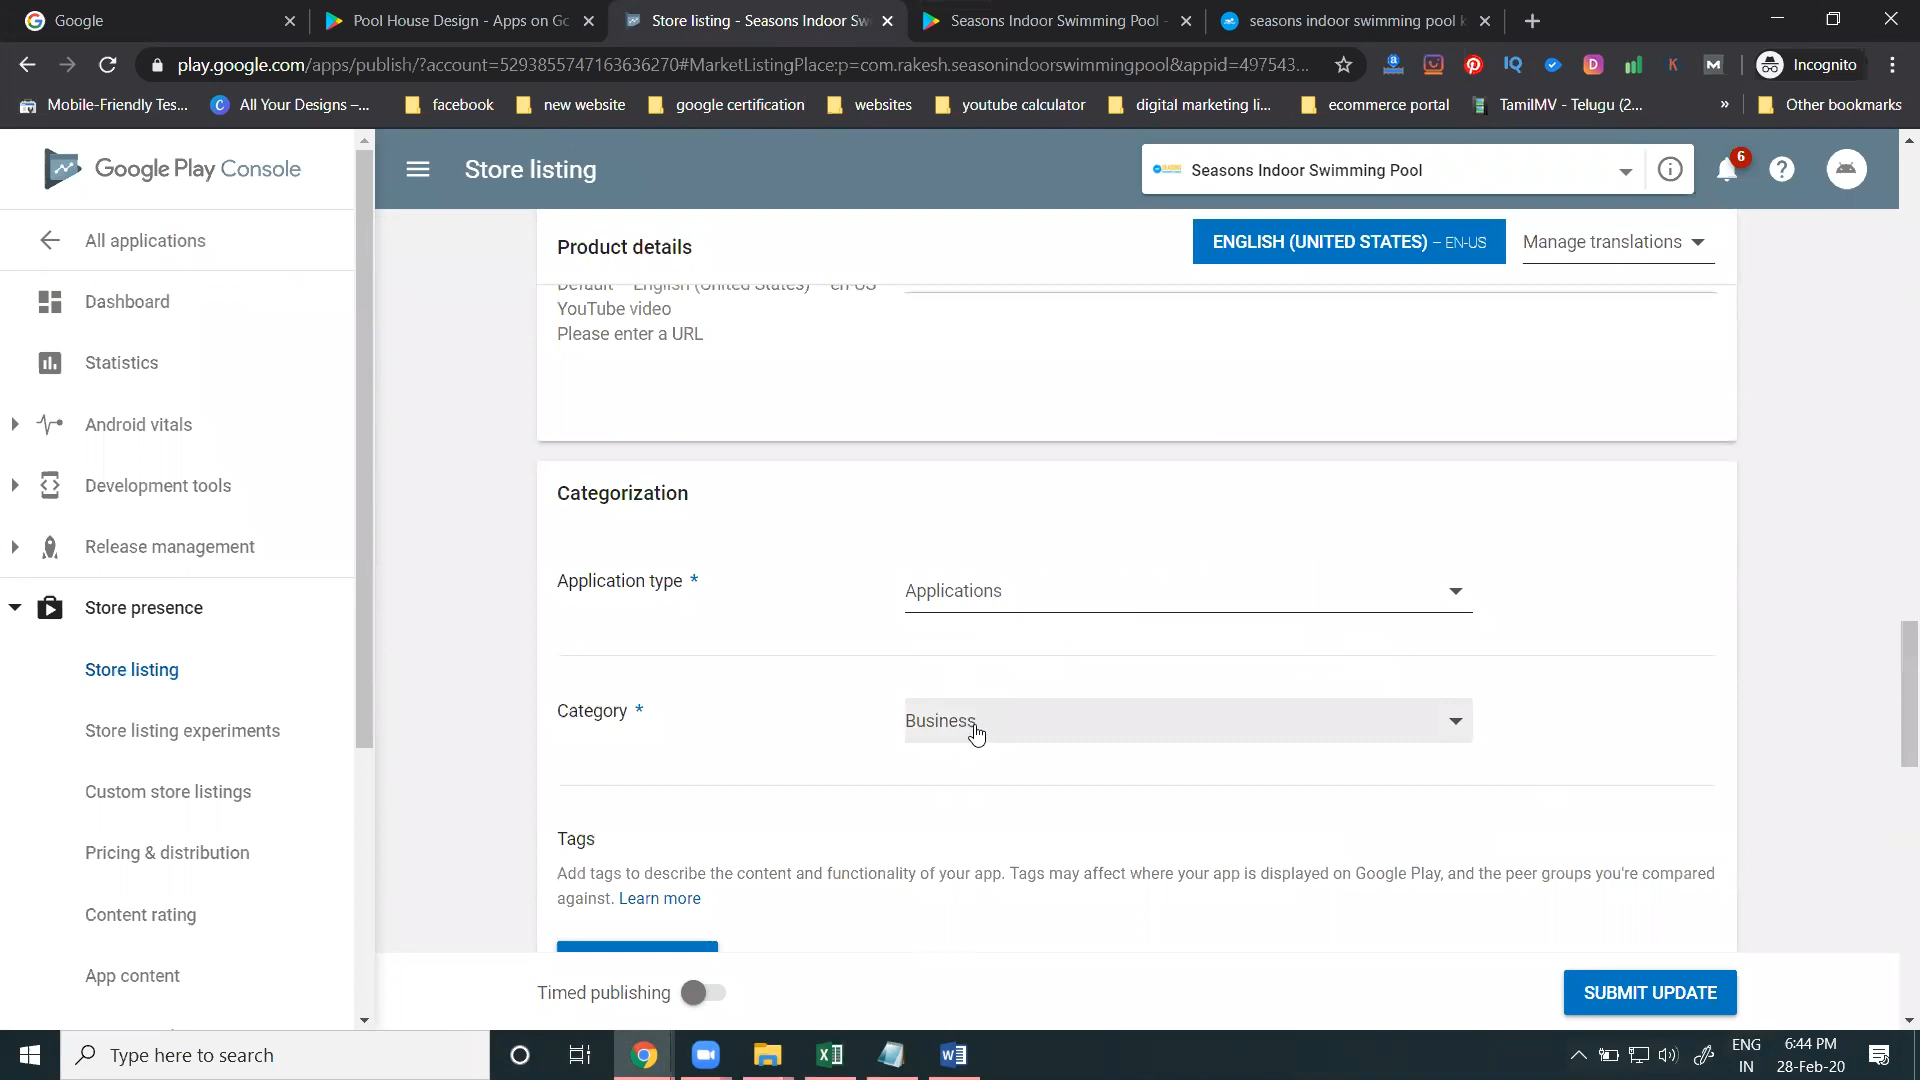 Google
Pool House Design - Apps on Go
Store listing - Seasons Indoor Sw
Seasons Indoor Swimming Pool -
seasons indoor swimming pool k
play.google.com/apps/publish/?account=5293855747163636270#MarketListingPlace:p=com.rakesh.seasonindoorswimmingpool&appid=497543...
Incognito
Mobile-Friendly Tes...
All Your Designs –...
facebook
new website
google certification
websites
youtube calculator
digital marketing li...
ecommerce portal
TamilMV - Telugu (2...
»
Other bookmarks
Google Play Console
Store listing
Seasons Indoor Swimming Pool
6
All applications
Dashboard
Statistics
Android vitals
Development tools
Release management
Store presence
Store listing
Store listing experiments
Custom store listings
Pricing & distribution
Content rating
App content
Product details
ENGLISH (UNITED STATES) – EN-US
Manage translations
Default – English (United States) – en-US
YouTube video
Please enter a URL
Categorization
Application type *
Applications
Category *
Business
Tags
Add tags to describe the content and functionality of your app. Tags may affect where your app is displayed on Google Play, and the peer groups you're compared
against. Learn more
Timed publishing
SUBMIT UPDATE
Type here to search
ENG
IN
6:44 PM
28-Feb-20